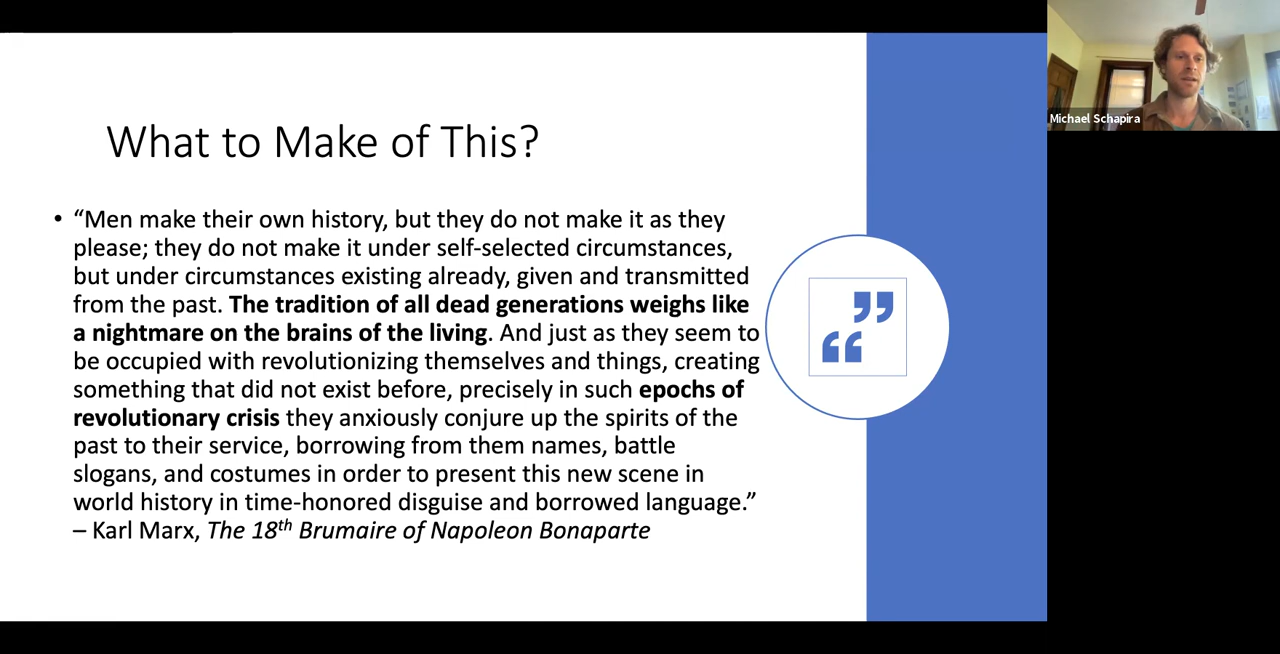 What to Make of This?
• “Men make their own history, but they do not make it as they
please; they do not make it under self-selected circumstances,
but under circumstances existing already, given and transmitted
from the past. The tradition of all dead generations weighs like
a nightmare on the brains of the living. And just as they seem to
be occupied with revolutionizing themselves and things, creating
something that did not exist before, precisely in such epochs of
revolutionary crisis they anxiously conjure up the spirits of the
past to their service, borrowing from them names, battle
slogans, and costumes in order to present this new scene in
world history in time-honored disguise and borrowed language.”
– Karl Marx, The 18th Brumaire of Napoleon Bonaparte
Michael Schapira